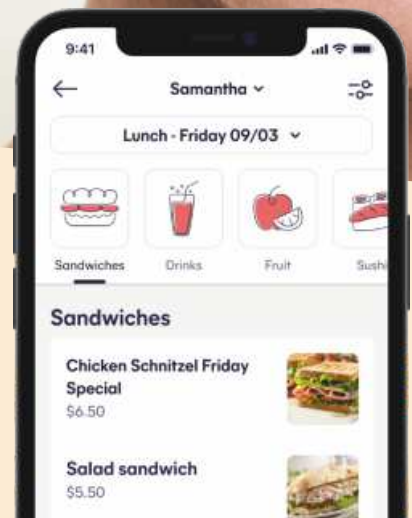 9:41
Samantha
Lunch - Friday 09/03
Sandwiches Drinks Fruit Sushi
Sandwiches
Chicken Schnitzel Friday
Special
$6.50
Salad sandwich
$5.50